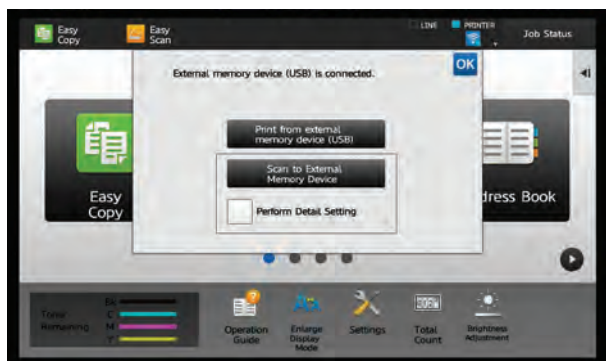 Easy
Copy
Easy
Scan
LINE
PRINTER
Job Status
External memory device (USB) is connected.
OK
Print from external
memory device (USB)
Scan to External
Memory Device
Perform Detail Setting
Easy
Copy
dress Book
Toner
Remaining
Bk
C
M
Y
Operation
Guide
Enlarge
Display
Mode
Settings
Total
Count
Brightness
Adjustment